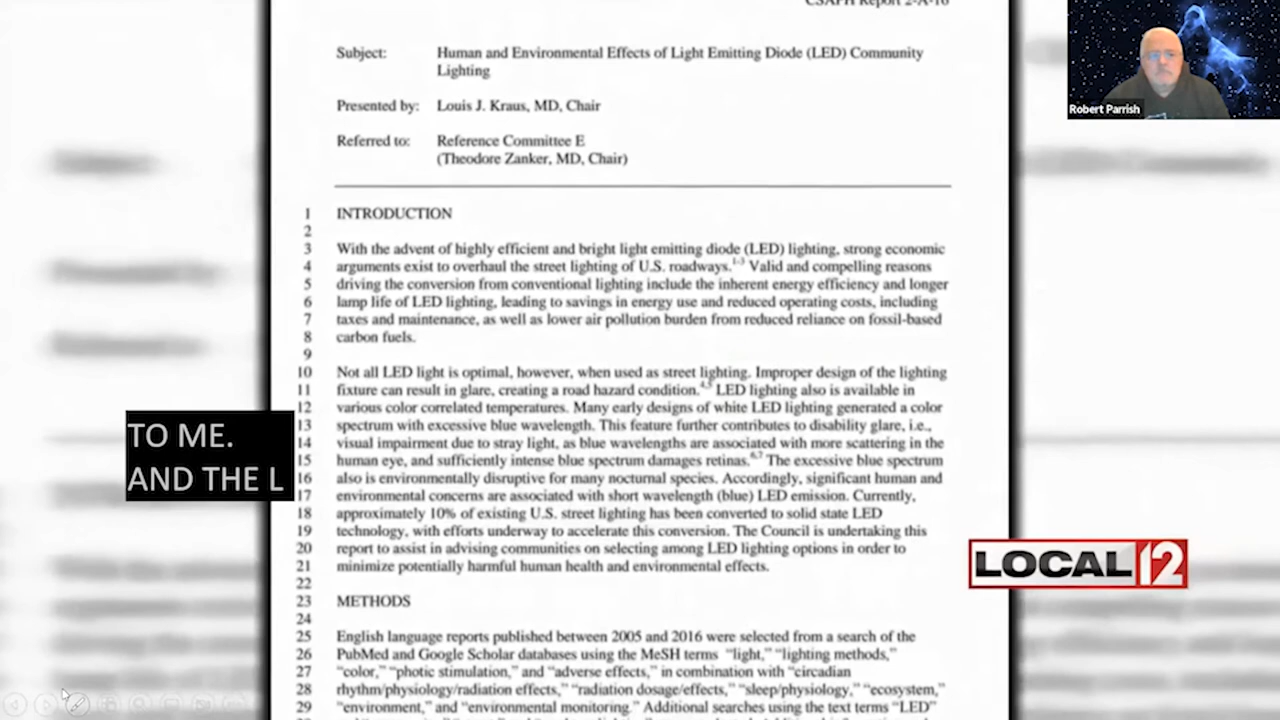 CSAPH Report 2-A-16
Subject: Human and Environmental Effects of Light Emitting Diode (LED) Community
Lighting
Presented by: Louis J. Kraus, MD, Chair
Referred to: Reference Committee E
(Theodore Zanker, MD, Chair)
1 INTRODUCTION
2
3 With the advent of highly efficient and bright light emitting diode (LED) lighting, strong economic
4 arguments exist to overhaul the street lighting of U.S. roadways.1-3 Valid and compelling reasons
5 driving the conversion from conventional lighting include the inherent energy efficiency and longer
6 lamp life of LED lighting, leading to savings in energy use and reduced operating costs, including
7 taxes and maintenance, as well as lower air pollution burden from reduced reliance on fossil-based
8 carbon fuels.
9
10 Not all LED light is optimal, however, when used as street lighting. Improper design of the lighting
11 fixture can result in glare, creating a road hazard condition.4,5 LED lighting also is available in
12 various color correlated temperatures. Many early designs of white LED lighting generated a color
13 spectrum with excessive blue wavelength. This feature further contributes to disability glare, i.e.,
14 visual impairment due to stray light, as blue wavelengths are associated with more scattering in the
15 human eye, and sufficiently intense blue spectrum damages retinas.6,7 The excessive blue spectrum
16 also is environmentally disruptive for many nocturnal species. Accordingly, significant human and
17 environmental concerns are associated with short wavelength (blue) LED emission. Currently,
18 approximately 10% of existing U.S. street lighting has been converted to solid state LED
19 technology, with efforts underway to accelerate this conversion. The Council is undertaking this
20 report to assist in advising communities on selecting among LED lighting options in order to
21 minimize potentially harmful human health and environmental effects.
22
23 METHODS
24
25 English language reports published between 2005 and 2016 were selected from a search of the
26 PubMed and Google Scholar databases using the MeSH terms "light," "lighting methods,"
27 "color," "photic stimulation," and "adverse effects," in combination with "circadian
28 rhythm/physiology/radiation effects," "radiation dosage/effects," "sleep/physiology," "ecosystem,"
29 "environment," and "environmental monitoring." Additional searches using the text terms "LED"
TO ME.
AND THE L
Robert Parrish
LOCAL 12